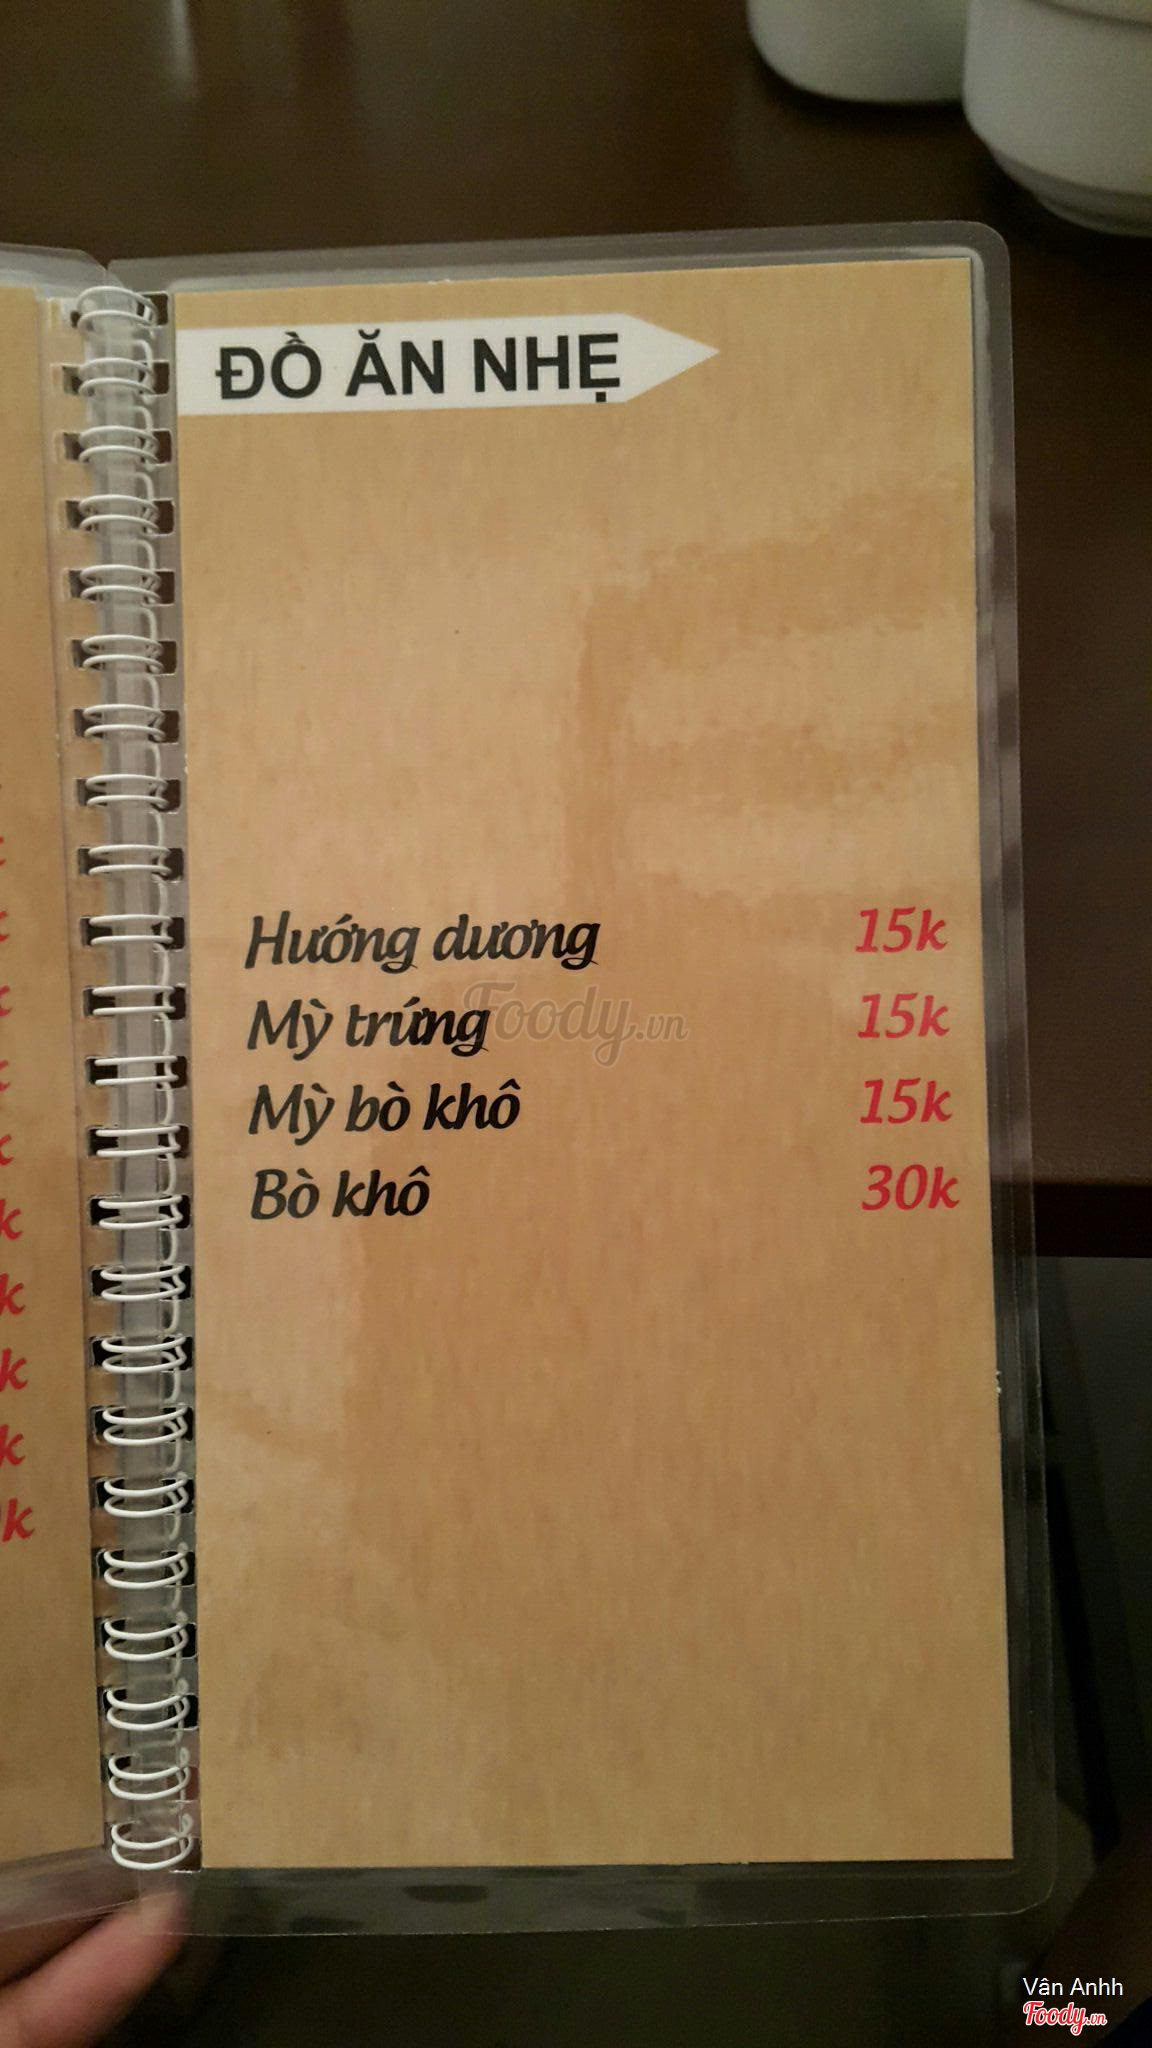 ĐỒ ĂN NHẸ
Hướng dương 15k
Mỳ trứng 15k
Mỳ bò khô 15k
Bò khô 30k
Foody.vn
k
k
k
k
k
Vân Anhh
Foody.vn